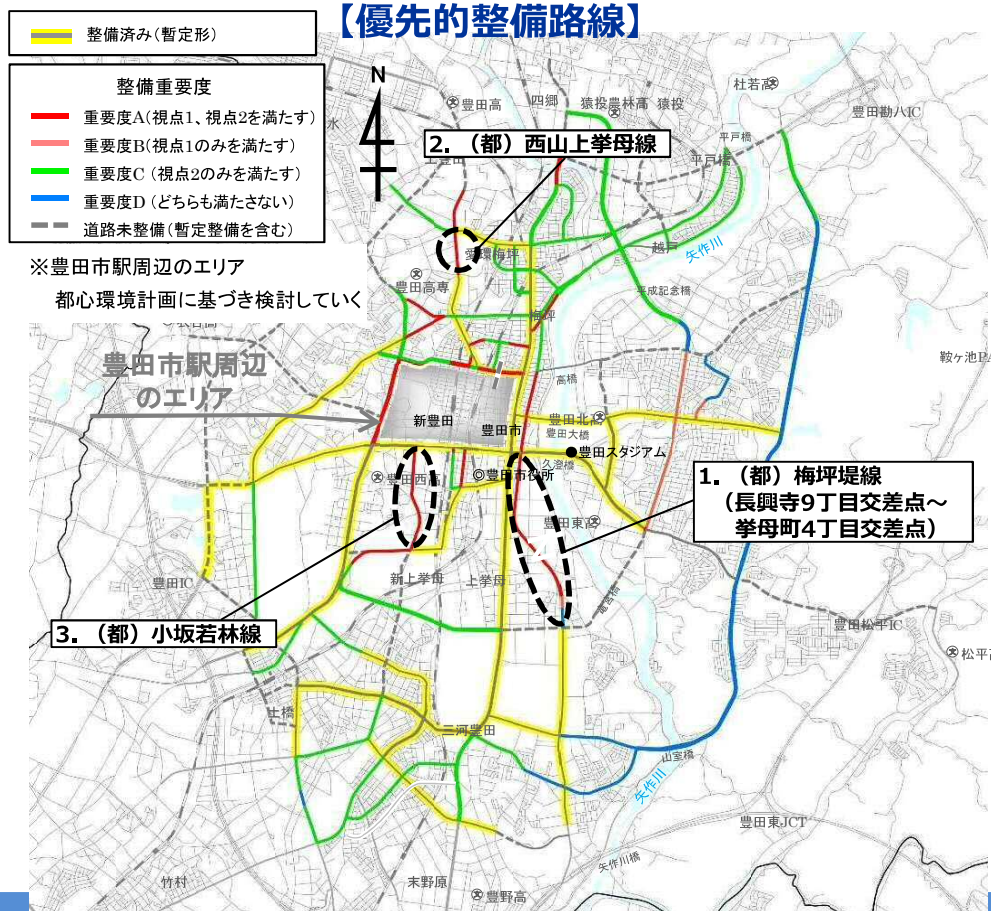 【優先的整備路線】
整備済み(暫定形)
整備重要度
重要度A(視点1、視点2を満たす)
重要度B(視点1のみを満たす)
重要度C (視点2のみを満たす)
重要度D (どちらも満たさない)
道路未整備(暫定整備を含む)
※豊田市駅周辺のエリア
都心環境計画に基づき検討していく
N
2. (都) 西山上挙母線
豊田市駅周辺
のエリア
1. (都) 梅坪堤線
(長興寺9丁目交差点～
挙母町4丁目交差点)
3. (都) 小坂若林線
杜若高
豊田高
四郷
猿投農林高
猿投
豊田勘八IC
水
上豊田
平戸橋
平戸橋
愛環梅坪
越戸
矢作川
豊田高専
平成記念橋
梅坪
鞍ヶ池P
高橋
新豊田
豊田市
豊田北高
豊田大橋
豊田スタジアム
久澄橋
豊田西高
豊田市役所
豊田東高
豊田IC
新上挙母
上挙母
豊田松平IC
松平
土橋
三河豊田
山室橋
矢作川
豊田東JCT
矢作川橋
竹村
末野原
豊野高